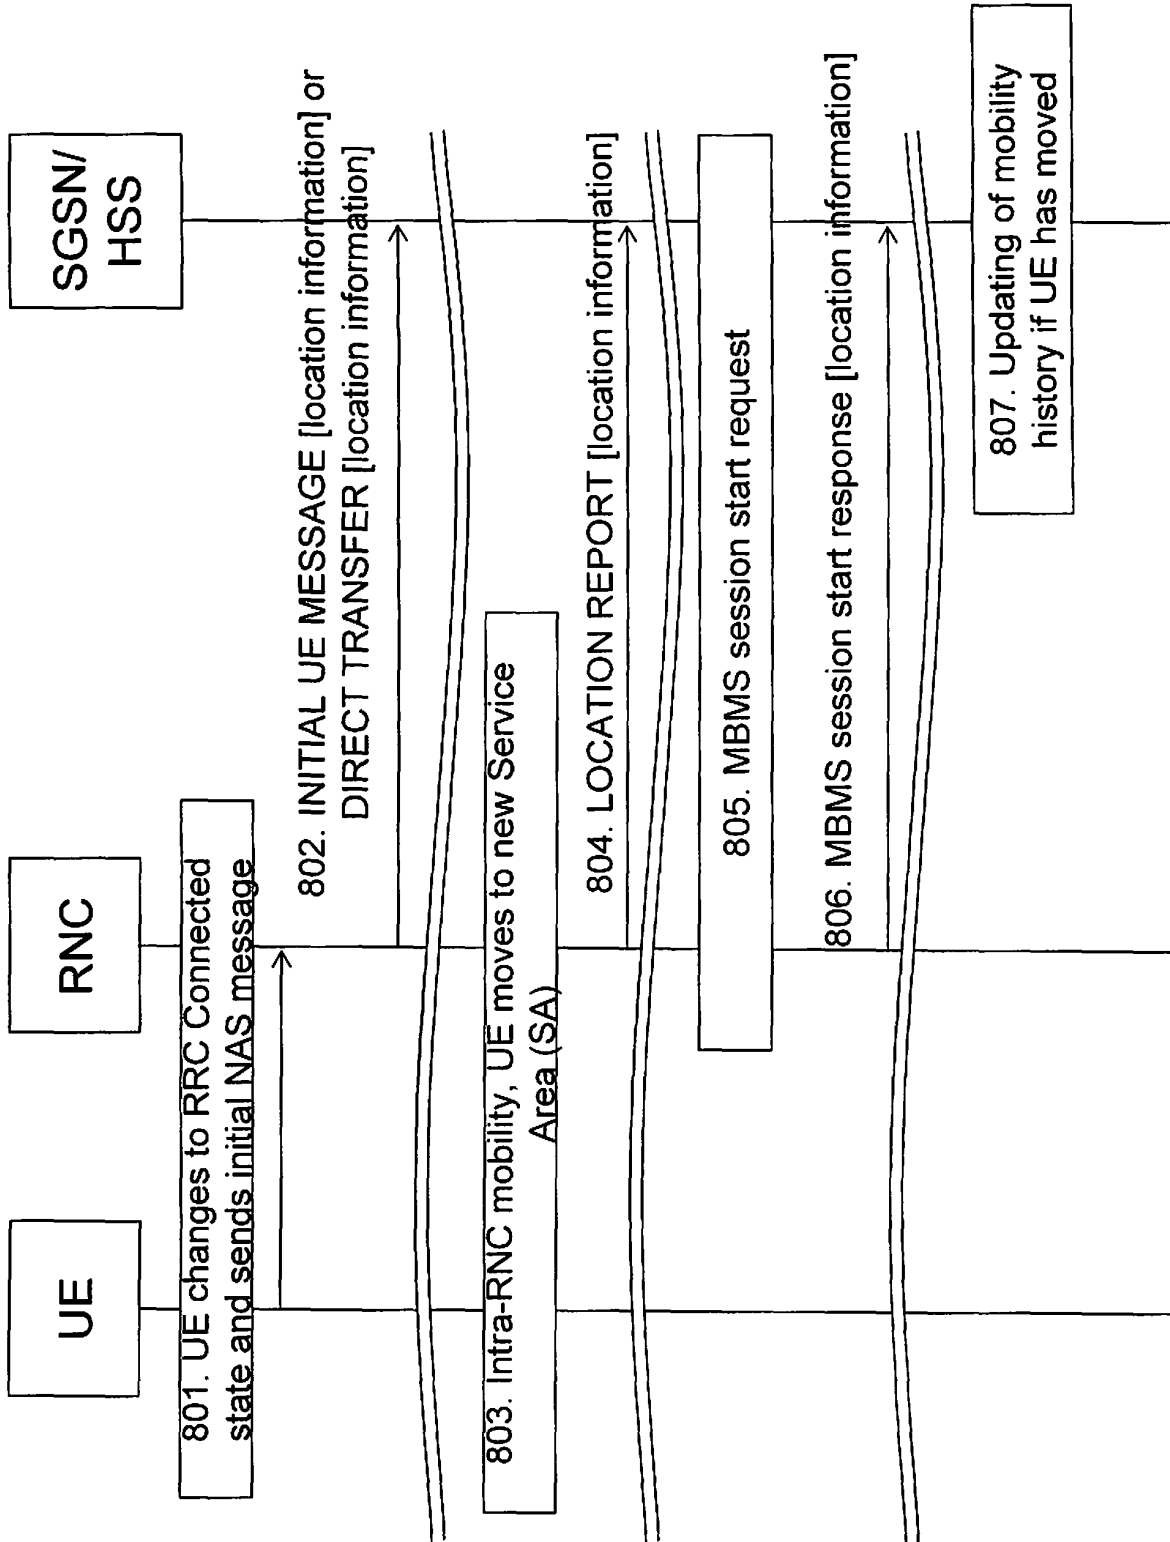 UE
RNC
SGSN/
HSS
801. UE changes to RRC Connected
state and sends initial NAS message
802. INITIAL UE MESSAGE [location information] or
DIRECT TRANSFER [location information]
803. Intra-RNC mobility, UE moves to new Service
Area (SA)
804. LOCATION REPORT [location information]
805. MBMS session start request
806. MBMS session start response [location information]
807. Updating of mobility
history if UE has moved